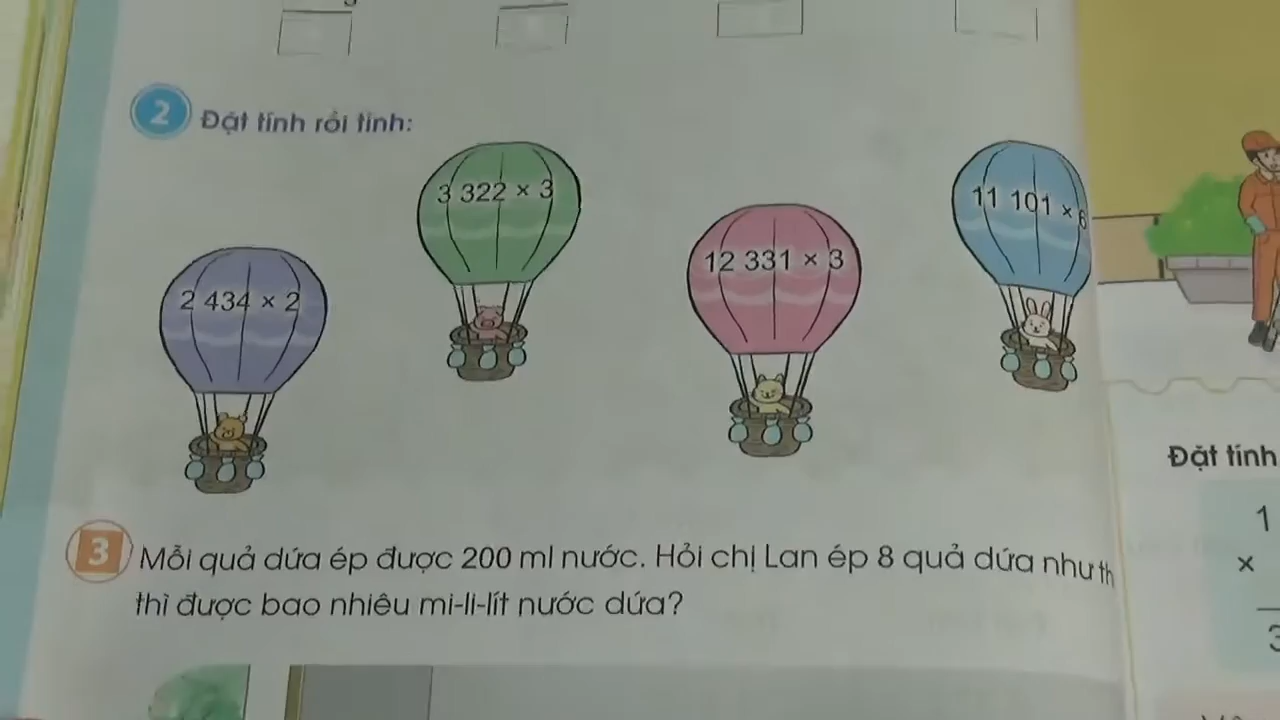 2 Đặt tính rồi tính:
3 322 × 3
11 101 × 6
12 331 × 3
2 434 × 2
3 Mỗi quả dứa ép được 200 ml nước. Hỏi chị Lan ép 8 quả dứa như th
thì được bao nhiêu mi-li-lít nước dứa?
Đặt tính
1
×
3